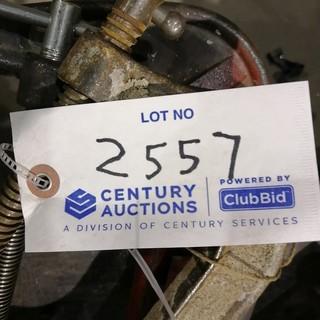 LOT NO
2557
CENTURY AUCTIONS
POWERED BY ClubBid
A DIVISION OF CENTURY SERVICES